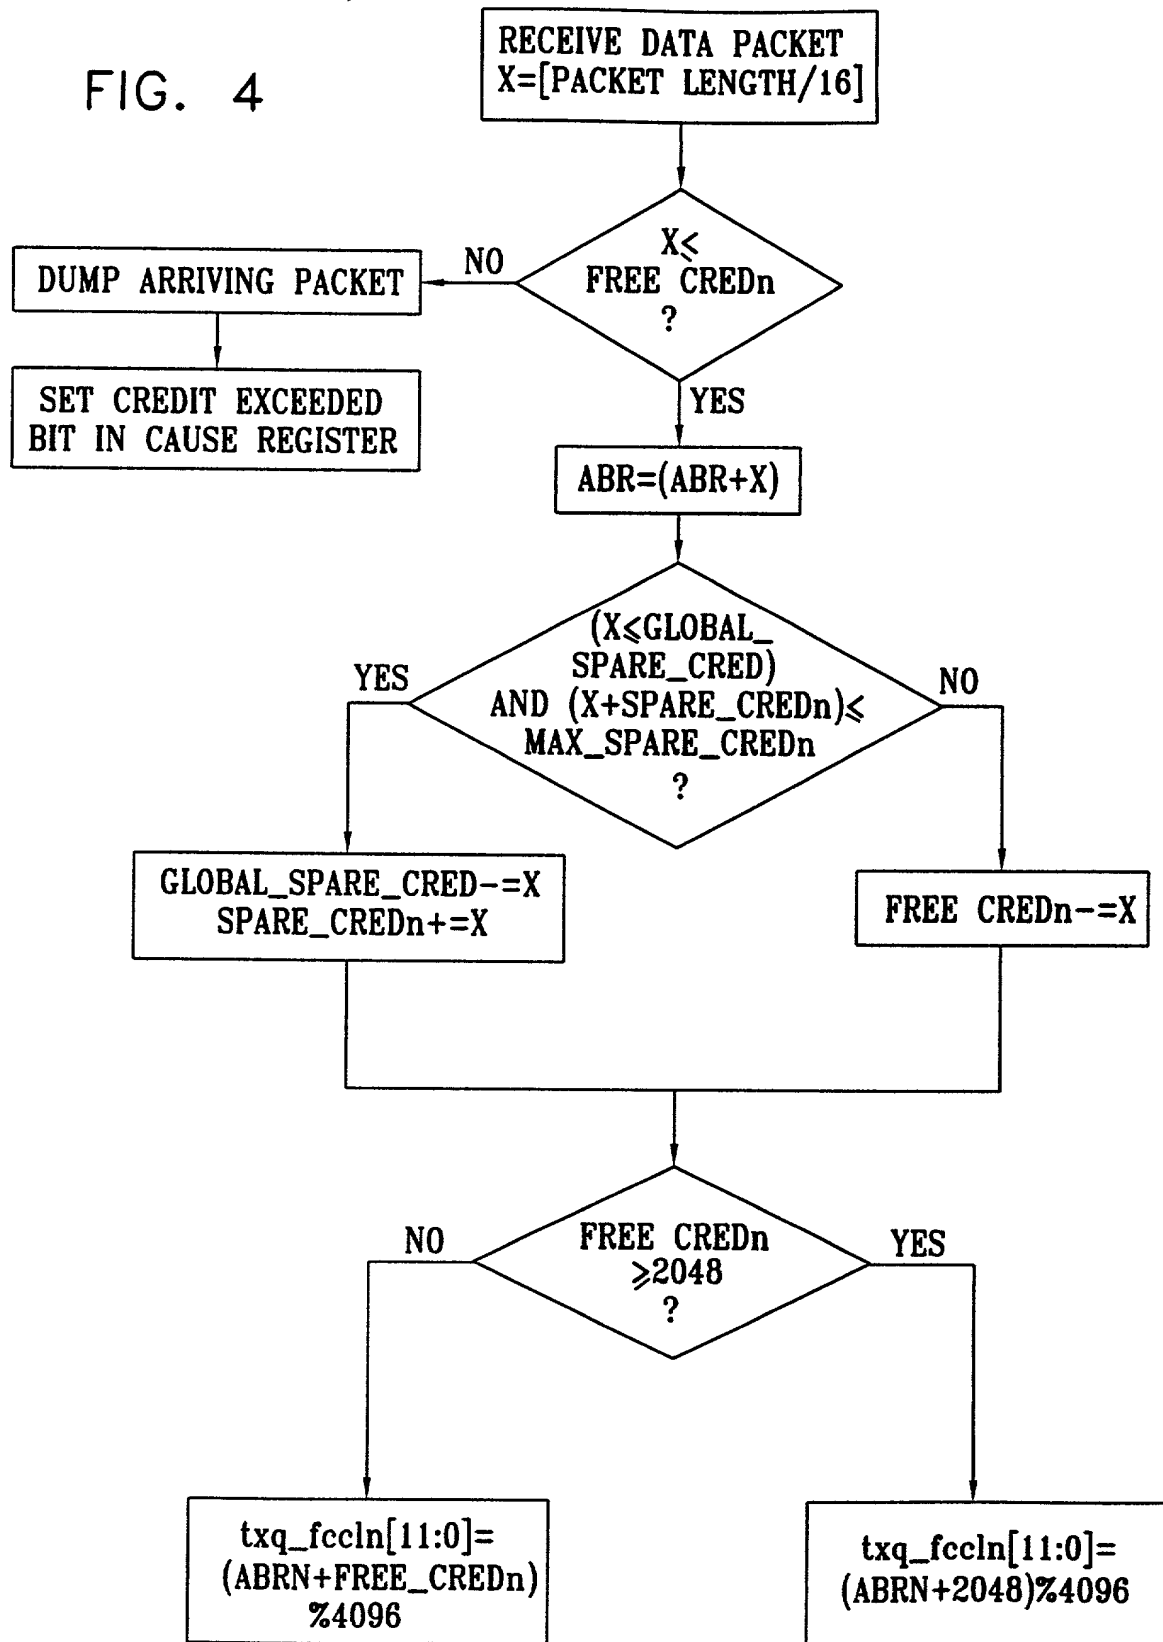 FIG. 4
RECEIVE DATA PACKET
X=[PACKET LENGTH/16]
X⩽
FREE CREDn
?
NO
DUMP ARRIVING PACKET
SET CREDIT EXCEEDED
BIT IN CAUSE REGISTER
YES
ABR=(ABR+X)
(X⩽GLOBAL_
SPARE_CRED)
AND (X+SPARE_CREDn)⩽
MAX_SPARE_CREDn
?
YES
NO
GLOBAL_SPARE_CRED-=X
SPARE_CREDn+=X
FREE CREDn-=X
FREE CREDn
⩾2048
?
NO
YES
txq_fccln[11:0]=
(ABRN+FREE_CREDn)
%4096
txq_fccln[11:0]=
(ABRN+2048)%4096